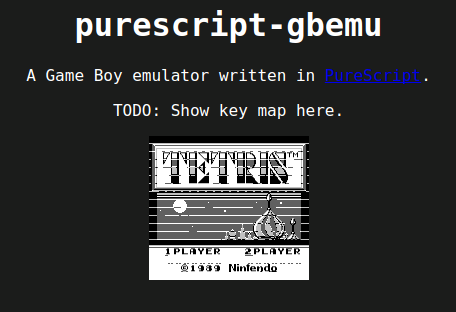 purescript-gbemu
A Game Boy emulator written in PureScript.
TODO: Show key map here.
TETRIS™
1PLAYER 2PLAYER
©1989 Nintendo